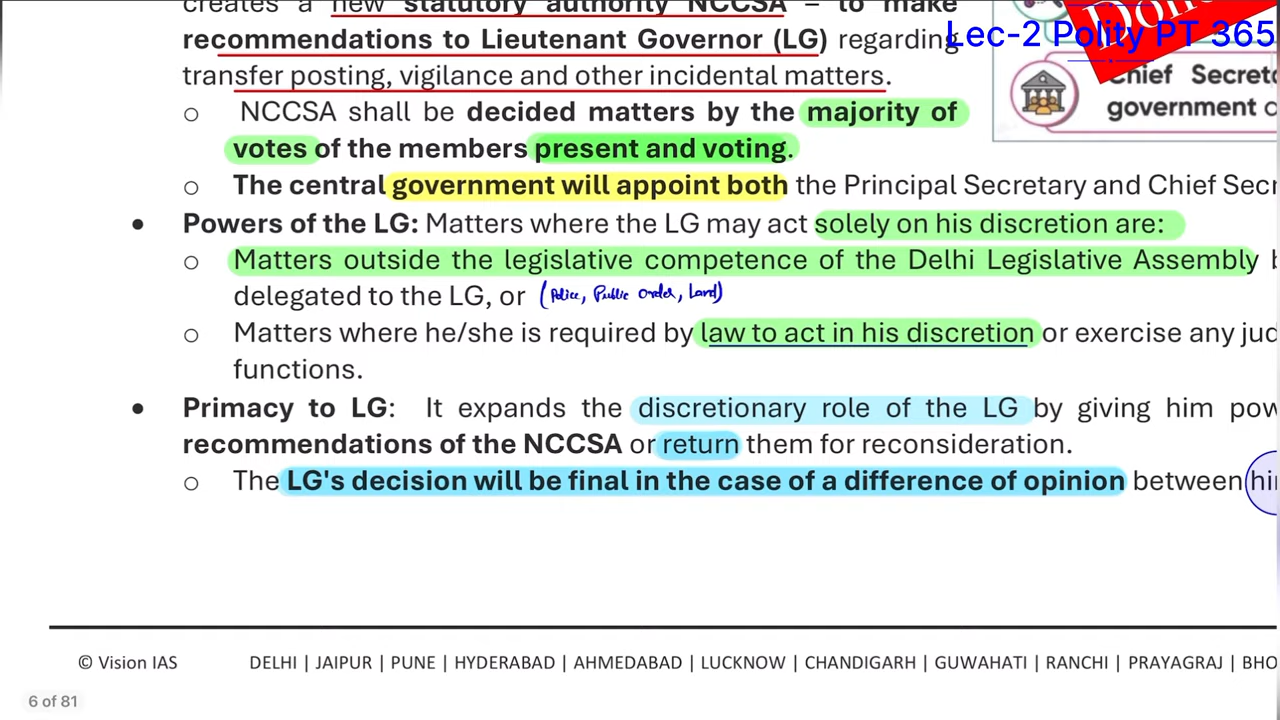 creates a new statutory authority NCCSA – to make
recomnendations to Lieutenant Governor (LG) regarding
transfer posting, vigilance and other incidental matters.
Lec-2 Polity PT 365
Chief Secret
government o
○ NCCSA shall be decided matters by the majority of
votes of the members present and voting.
○ The central government will appoint both the Principal Secretary and Chief Secr
• Powers of the LG: Matters where the LG may act solely on his discretion are:
○ Matters outside the legislative competence of the Delhi Legislative Assembly b
delegated to the LG, or (Police, Public order, Land)
○ Matters where he/she is required by law to act in his discretion or exercise any jud
functions.
• Primacy to LG: It expands the discretionary role of the LG by giving him pow
recommendations of the NCCSA or return them for reconsideration.
○ The LG's decision will be final in the case of a difference of opinion between hi
© Vision IAS DELHI | JAIPUR | PUNE | HYDERABAD | AHMEDABAD | LUCKNOW | CHANDIGARH | GUWAHATI | RANCHI | PRAYAGRAJ | BHO
6 of 81